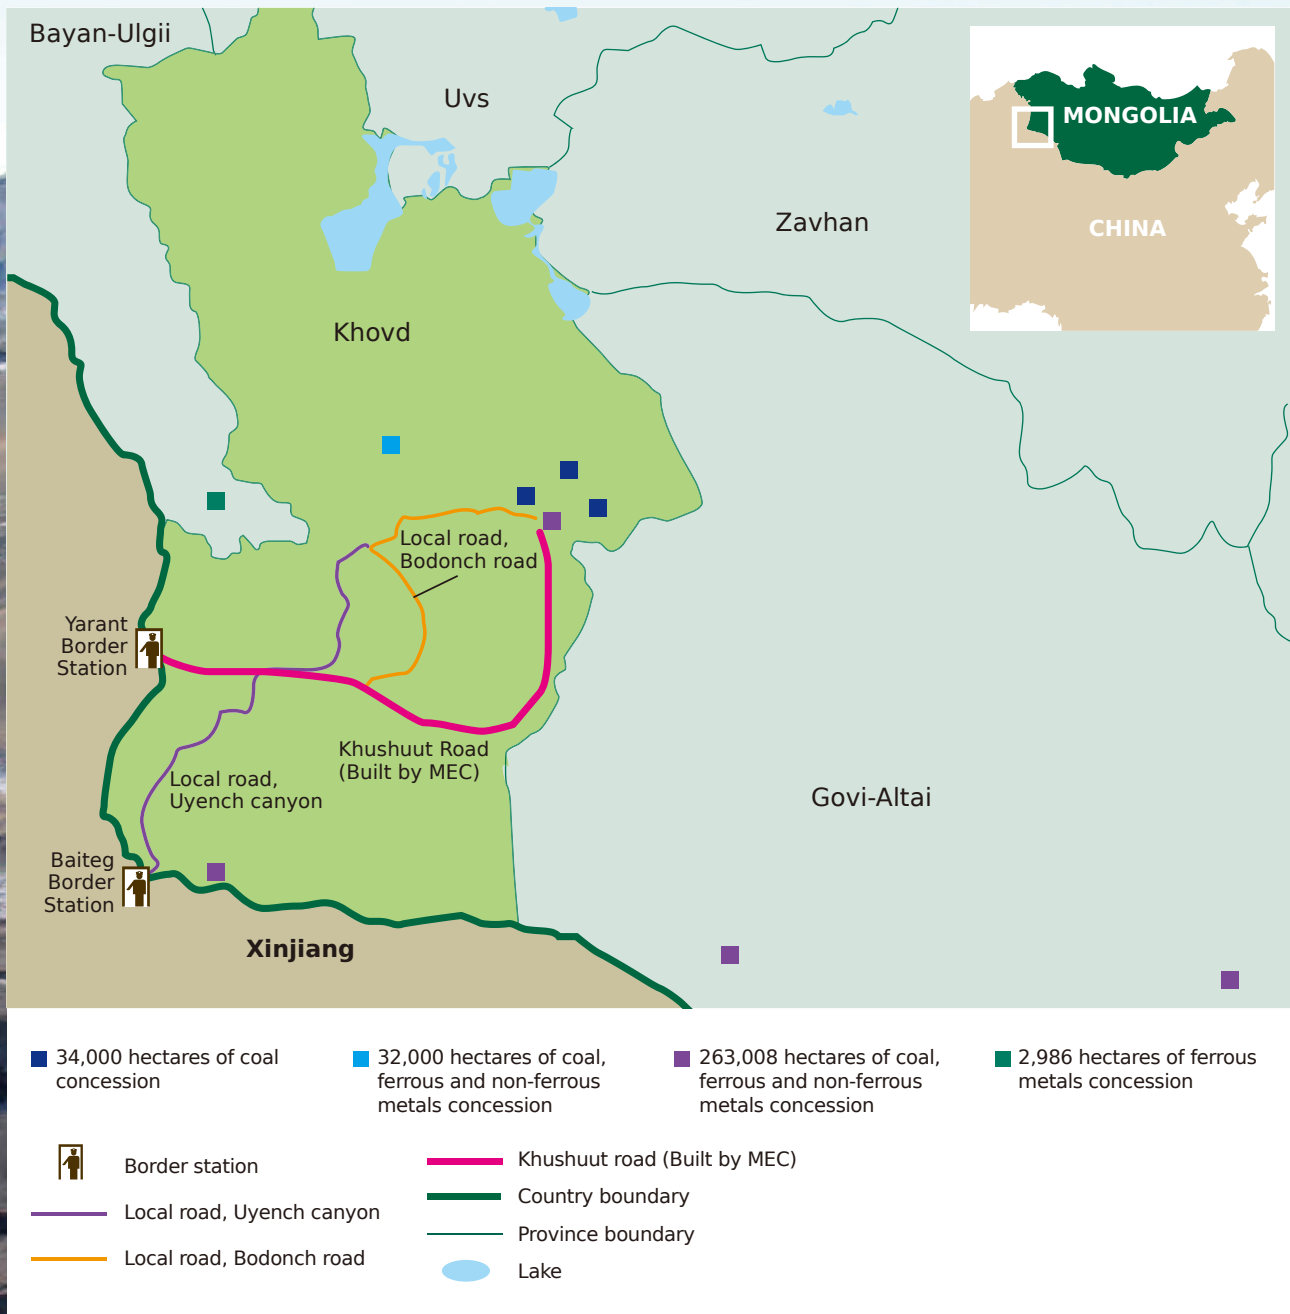 Bayan-Ulgii
Uvs
MONGOLIA
Zavhan
CHINA
Khovd
Local road,
Bodonch road
Yarant
Border
Station
Khushuut Road
(Built by MEC)
Local road,
Uyench canyon
Govi-Altai
Baiteg
Border
Station
Xinjiang
34,000 hectares of coal
concession
32,000 hectares of coal,
ferrous and non-ferrous
metals concession
263,008 hectares of coal,
ferrous and non-ferrous
metals concession
2,986 hectares of ferrous
metals concession
Border station
Local road, Uyench canyon
Local road, Bodonch road
Khushuut road (Built by MEC)
Country boundary
Province boundary
Lake